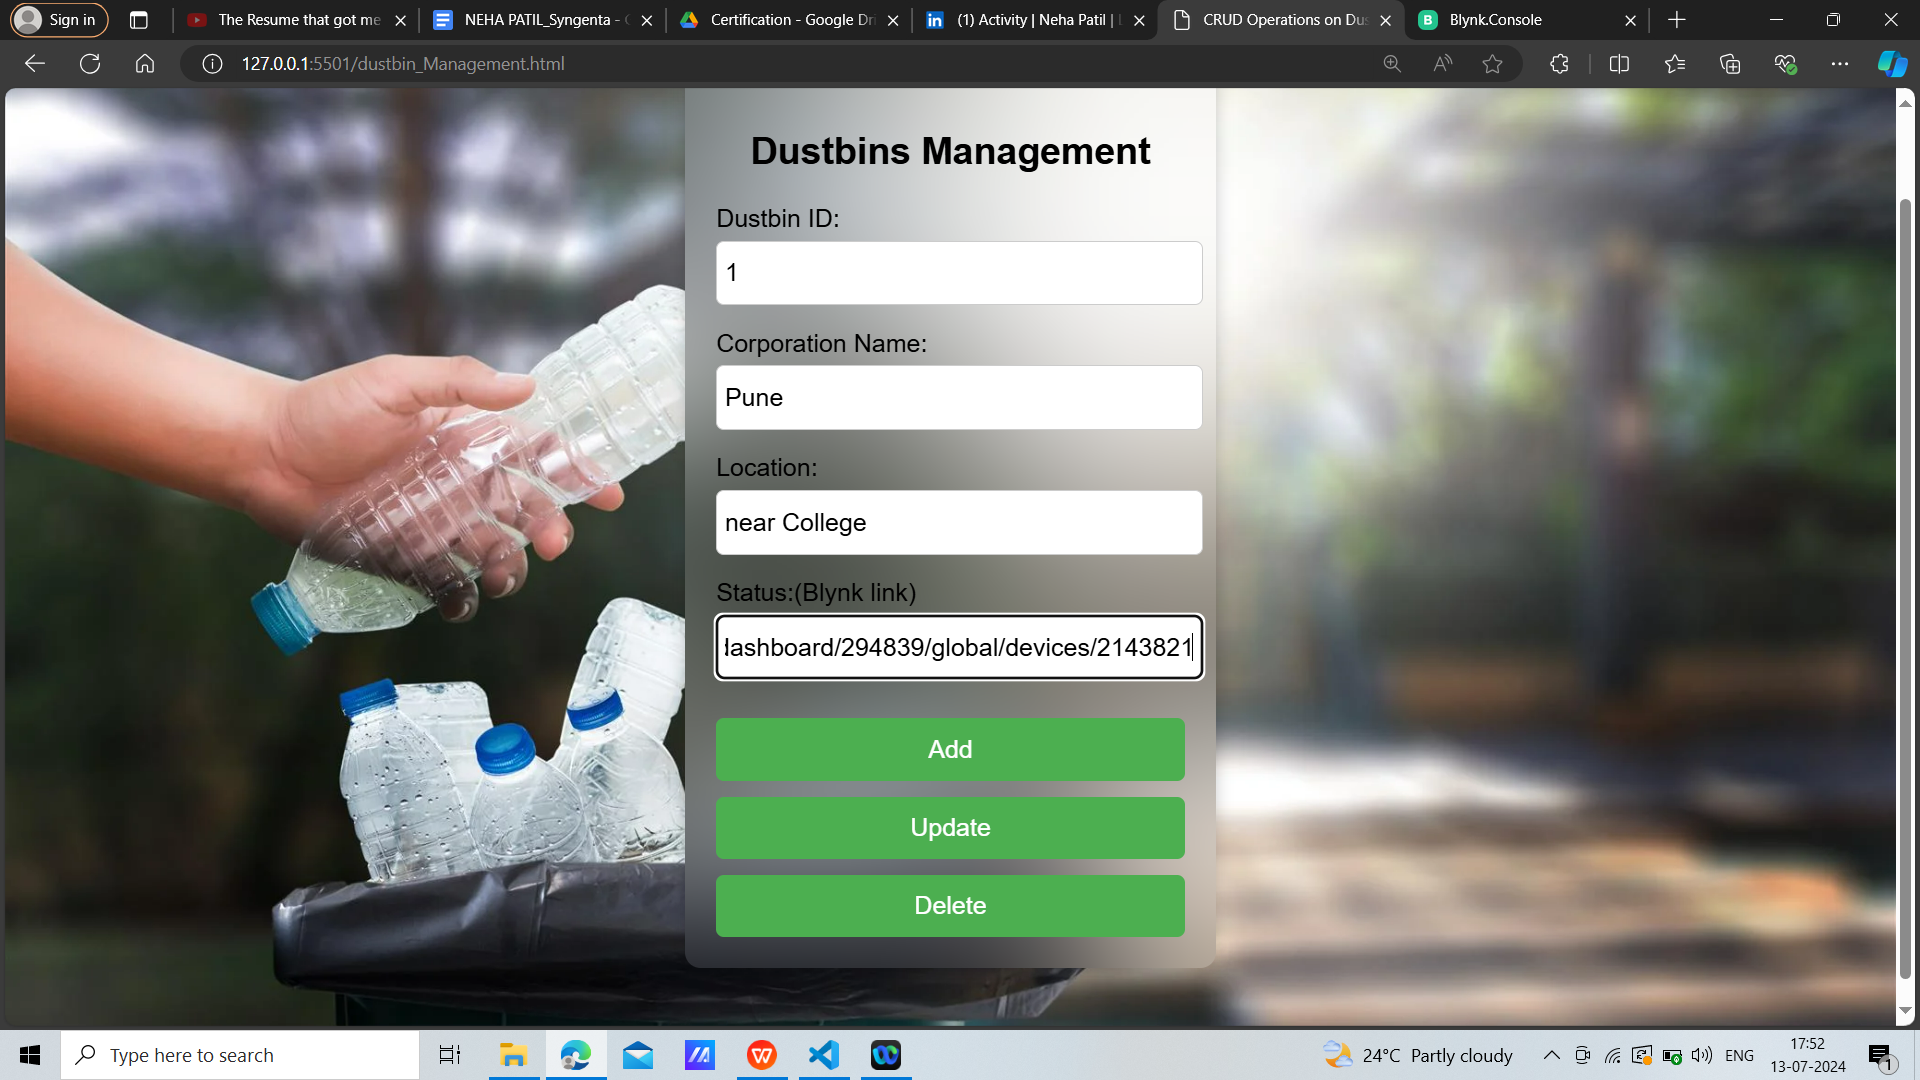 Sign in
The Resume that got me
NEHA PATIL_Syngenta -
Certification - Google Dri
(1) Activity | Neha Patil |
CRUD Operations on Dus
Blynk.Console
127.0.0.1:5501/dustbin_Management.html
Dustbins Management
Dustbin ID:
1
Corporation Name:
Pune
Location:
near College
Status:(Blynk link)
dashboard/294839/global/devices/2143821
Add
Update
Delete
Type here to search
24°C Partly cloudy
ENG
17:52
13-07-2024
1